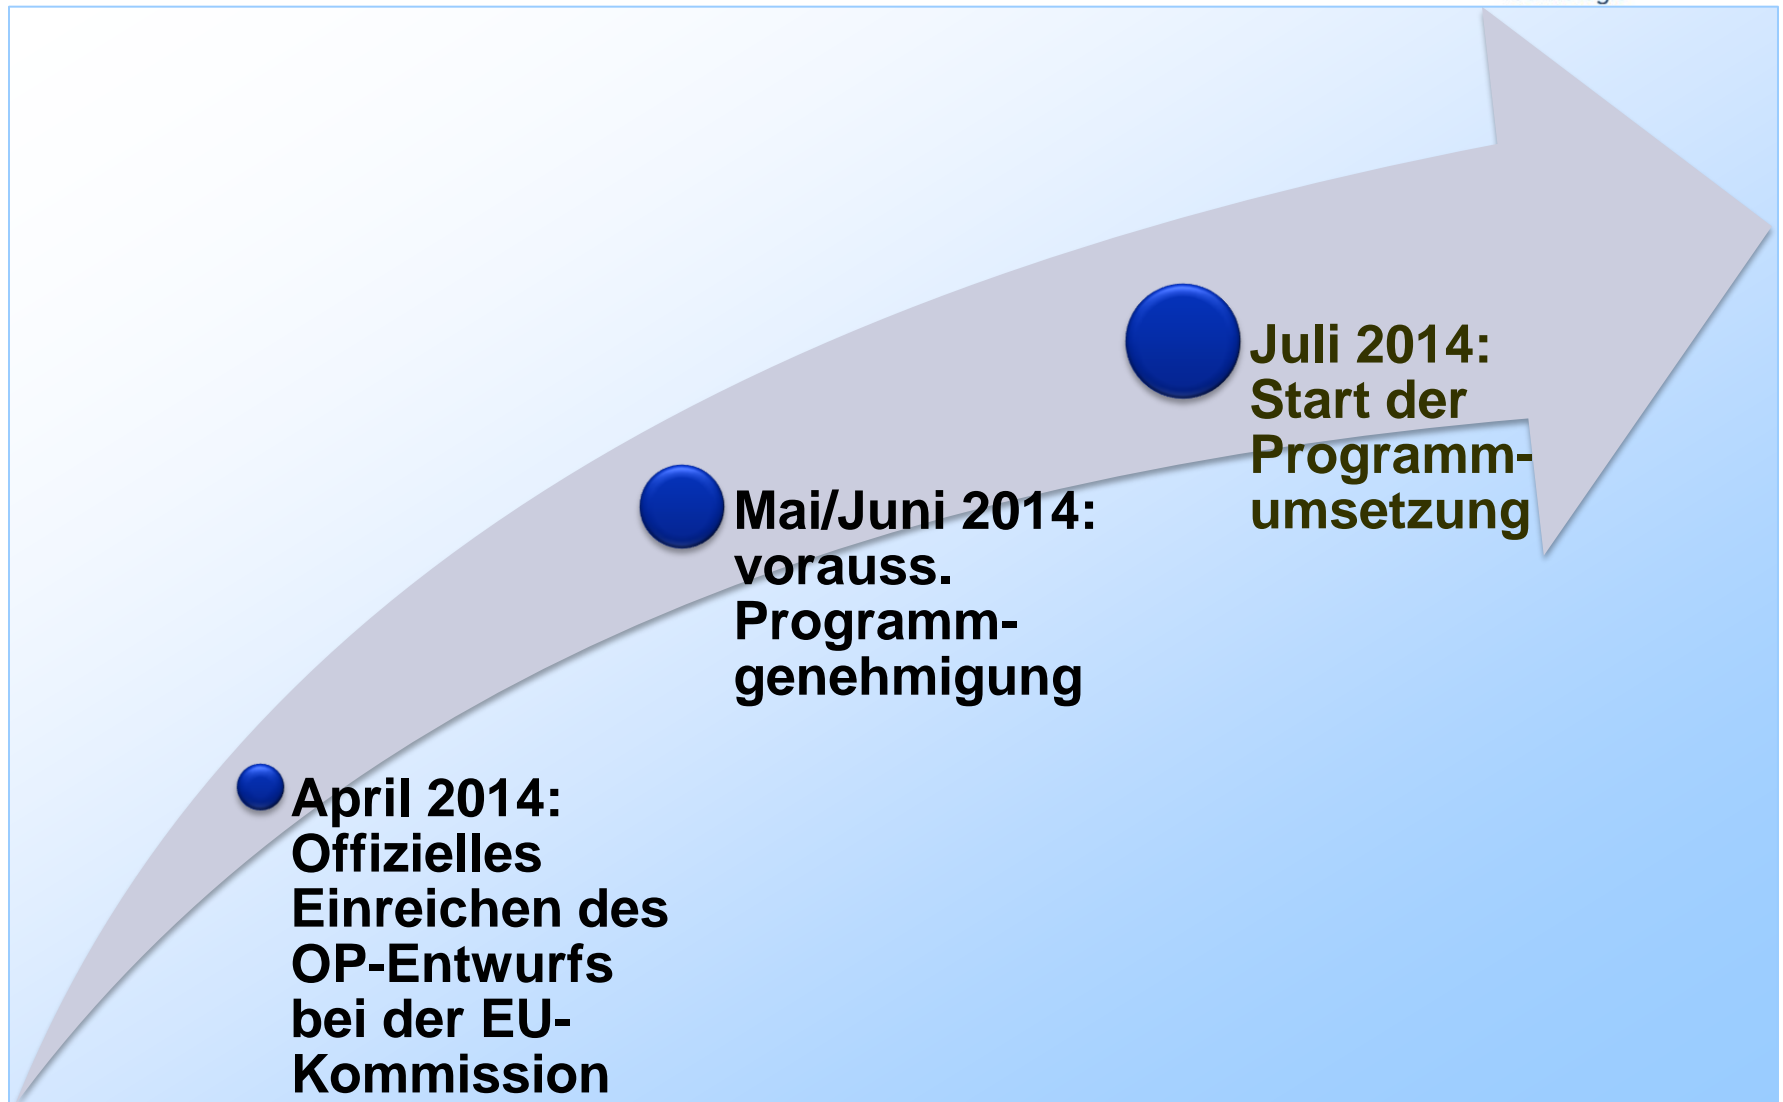 April 2014:
Offizielles
Einreichen des
OP-Entwurfs
bei der EU-
Kommission
Mai/Juni 2014:
vorauss.
Programm-
genehmigung
Juli 2014:
Start der
Programm-
umsetzung